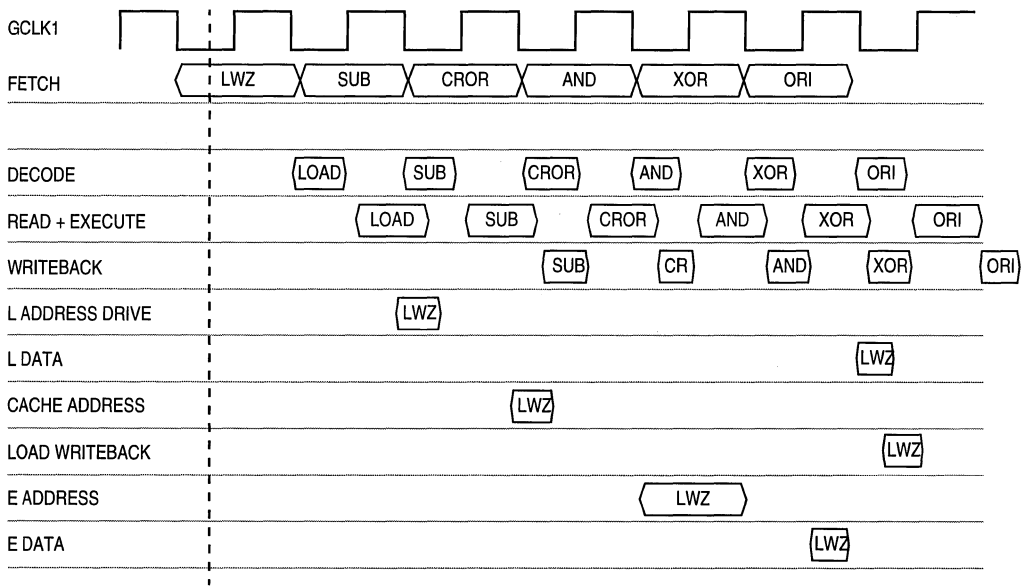 GCLK1
FETCH LWZ SUB CROR AND XOR ORI
DECODE LOAD SUB CROR AND XOR ORI
READ + EXECUTE LOAD SUB CROR AND XOR ORI
WRITEBACK SUB CR AND XOR ORI
L ADDRESS DRIVE LWZ
L DATA LWZ
CACHE ADDRESS LWZ
LOAD WRITEBACK LWZ
E ADDRESS LWZ
E DATA LWZ